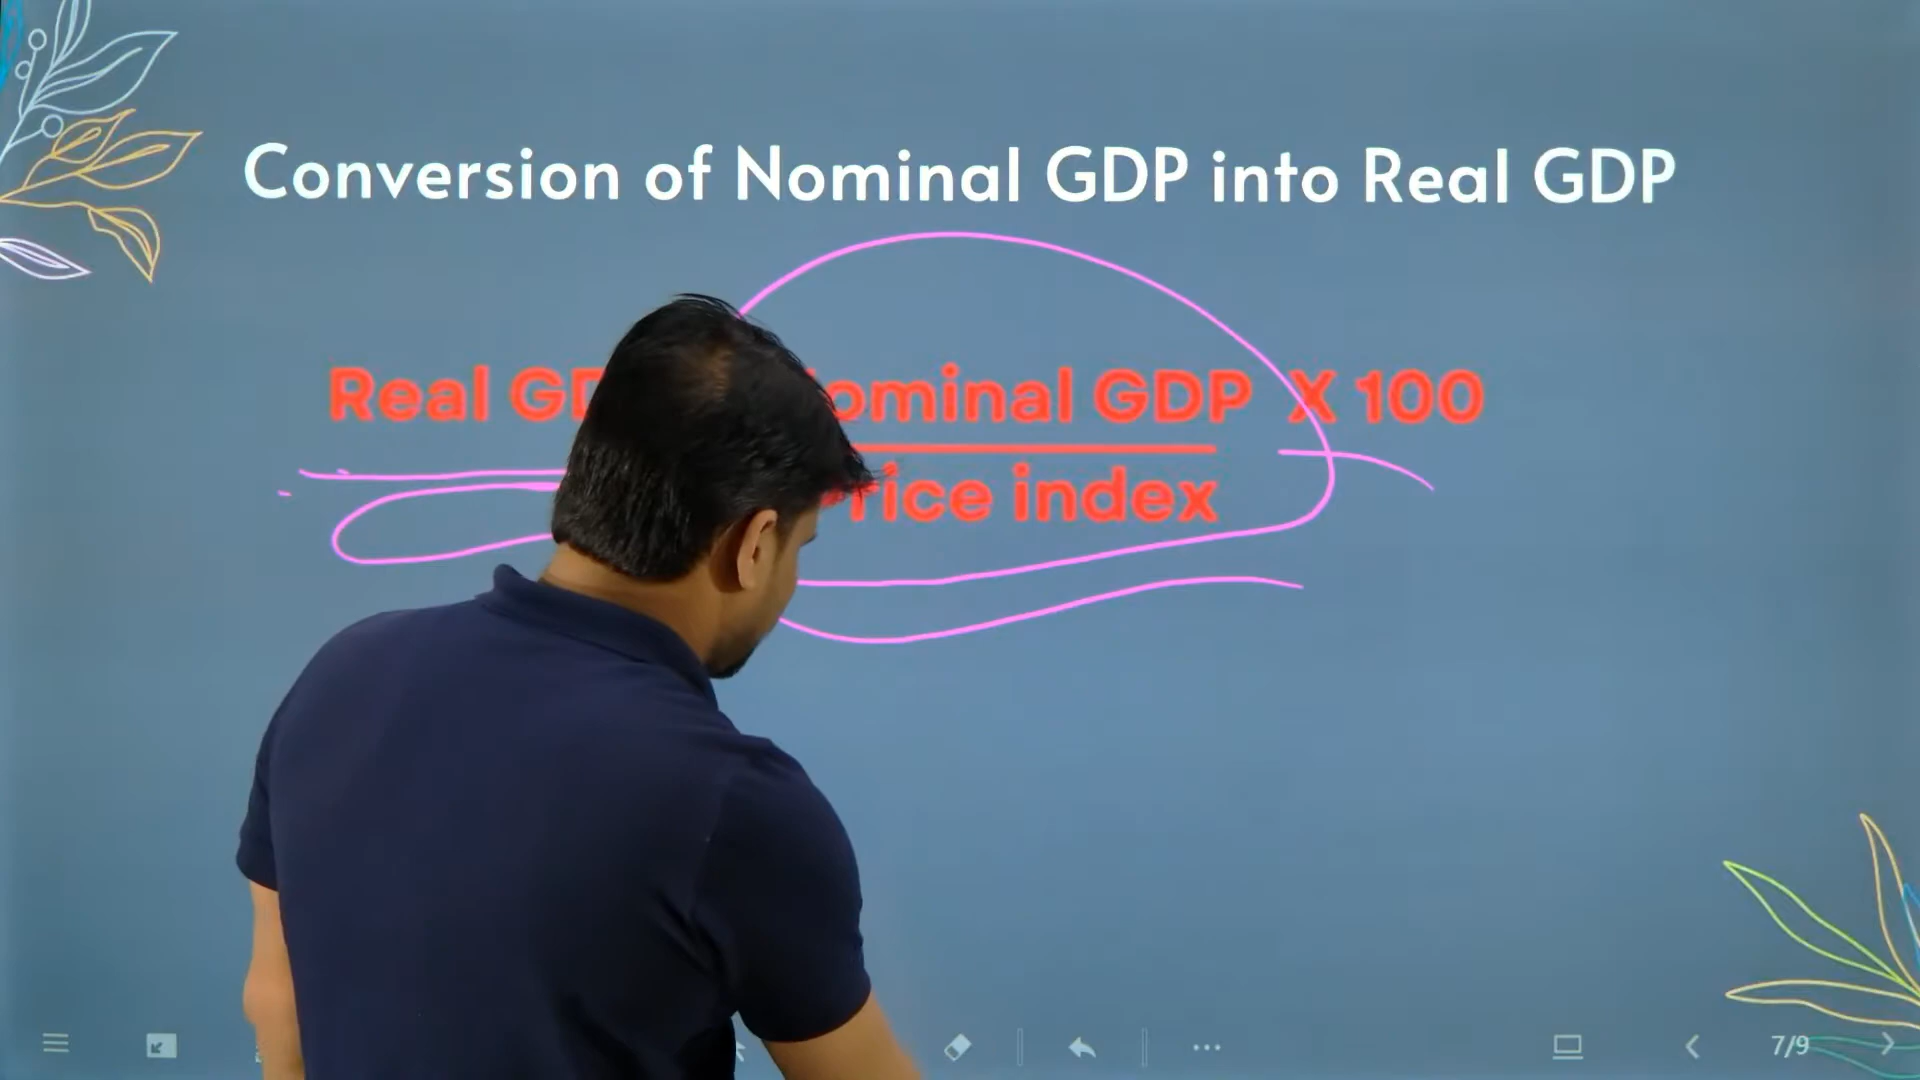 Conversion of Nominal GDP into Real GDP
Real GD ominal GDP X 100
rice index
7/9